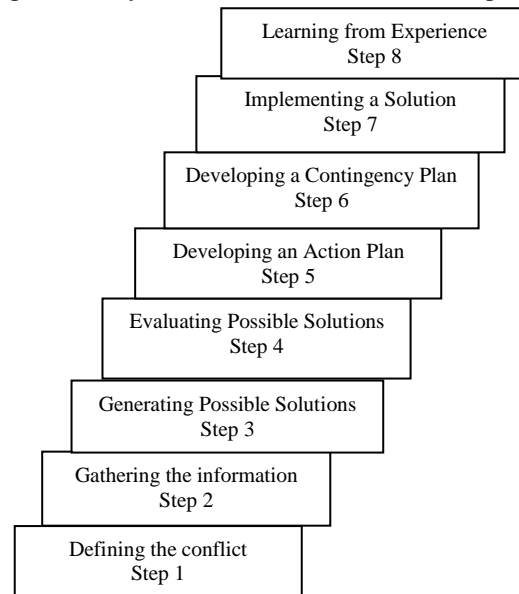 Learning from Experience
Step 8
Implementing a Solution
Step 7
Developing a Contingency Plan
Step 6
Developing an Action Plan
Step 5
Evaluating Possible Solutions
Step 4
Generating Possible Solutions
Step 3
Gathering the information
Step 2
Defining the conflict
Step 1